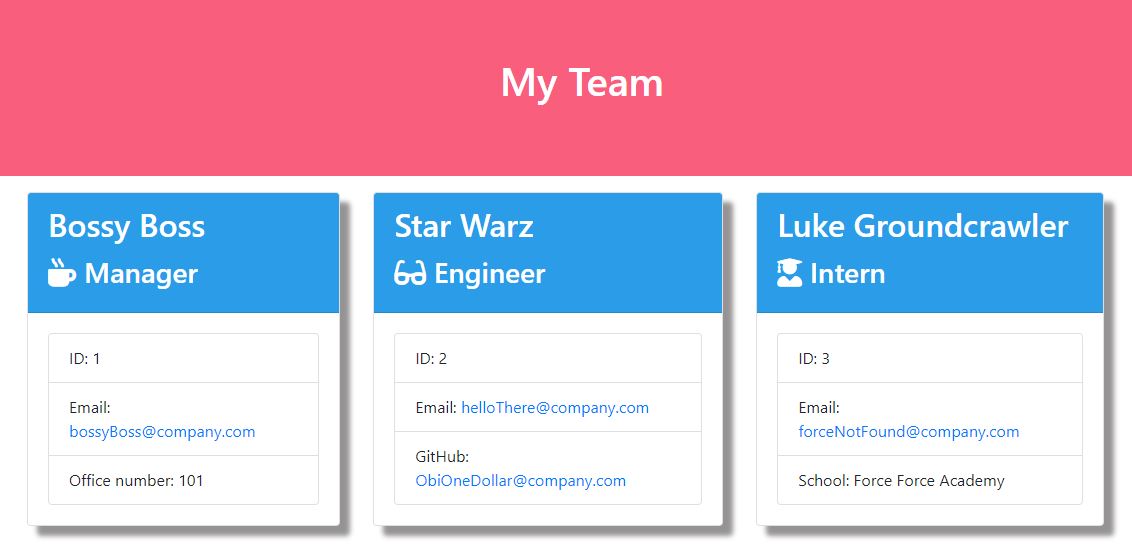 My Team
Bossy Boss
Manager
ID: 1
Email:
bossyBoss@company.com
Office number: 101
Star Warz
Engineer
ID: 2
Email: helloThere@company.com
GitHub:
ObiOneDollar@company.com
Luke Groundcrawler
Intern
ID: 3
Email:
forceNotFound@company.com
School: Force Force Academy